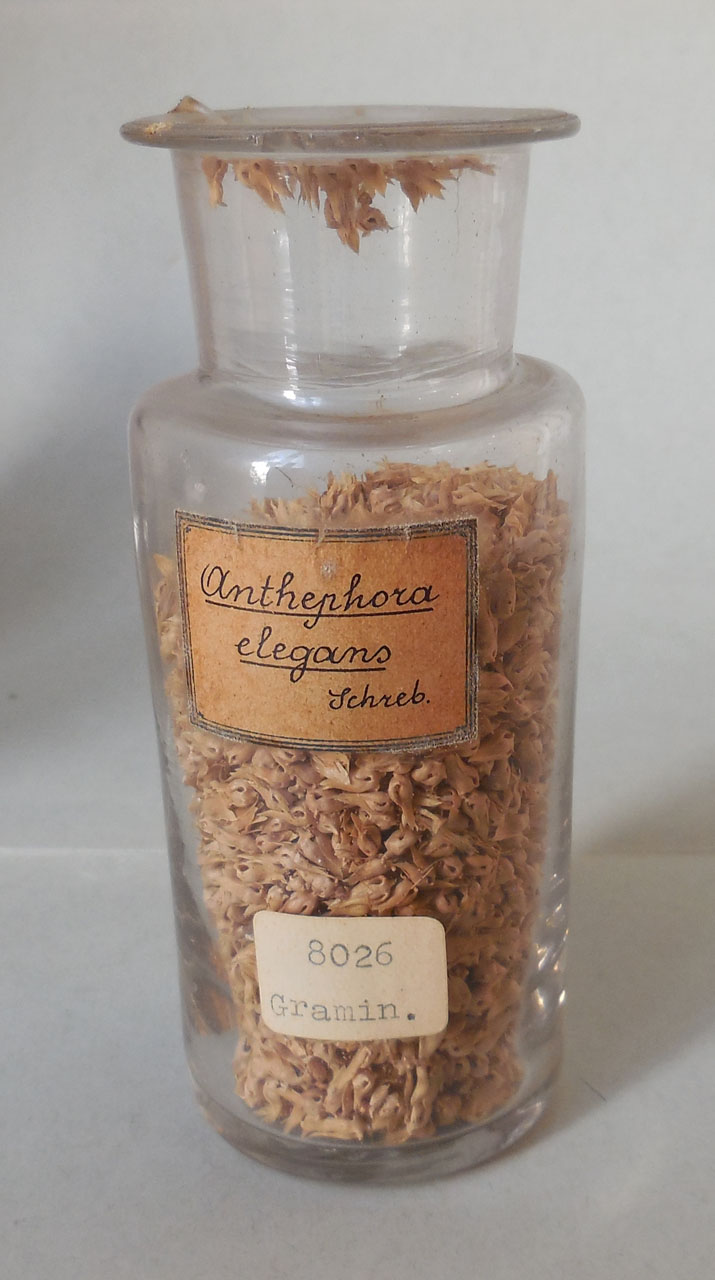 Anthephora
elegans
Schreb.
8026
Gramin.